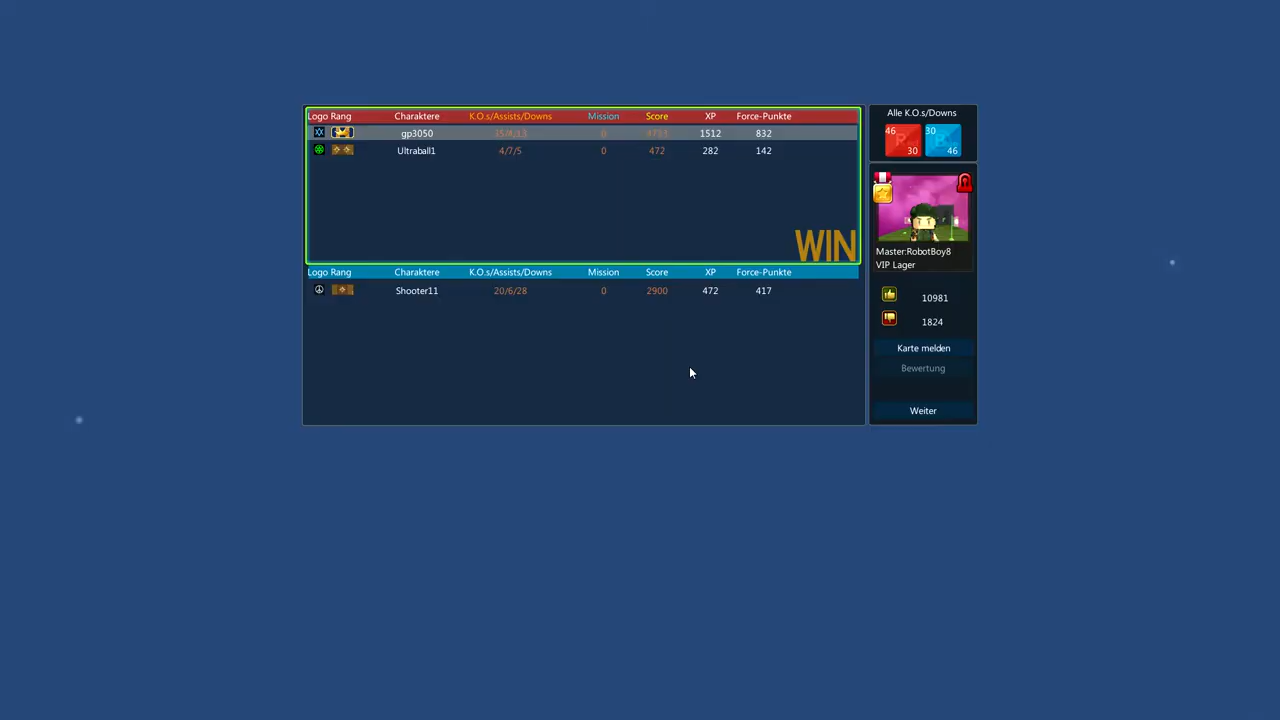 Logo Rang Charaktere K.O.s/Assists/Downs Mission Score XP Force-Punkte
gp3050 0 1512 832
Ultraball1 4/7/5 0 472 282 142
WIN
Logo Rang Charaktere K.O.s/Assists/Downs Mission Score XP Force-Punkte
Shooter11 20/6/28 0 2900 472 417
Alle K.O.s/Downs
46 30
30 46
Master:RobotBoy8
VIP Lager
10981
1824
Karte melden
Bewertung
Weiter